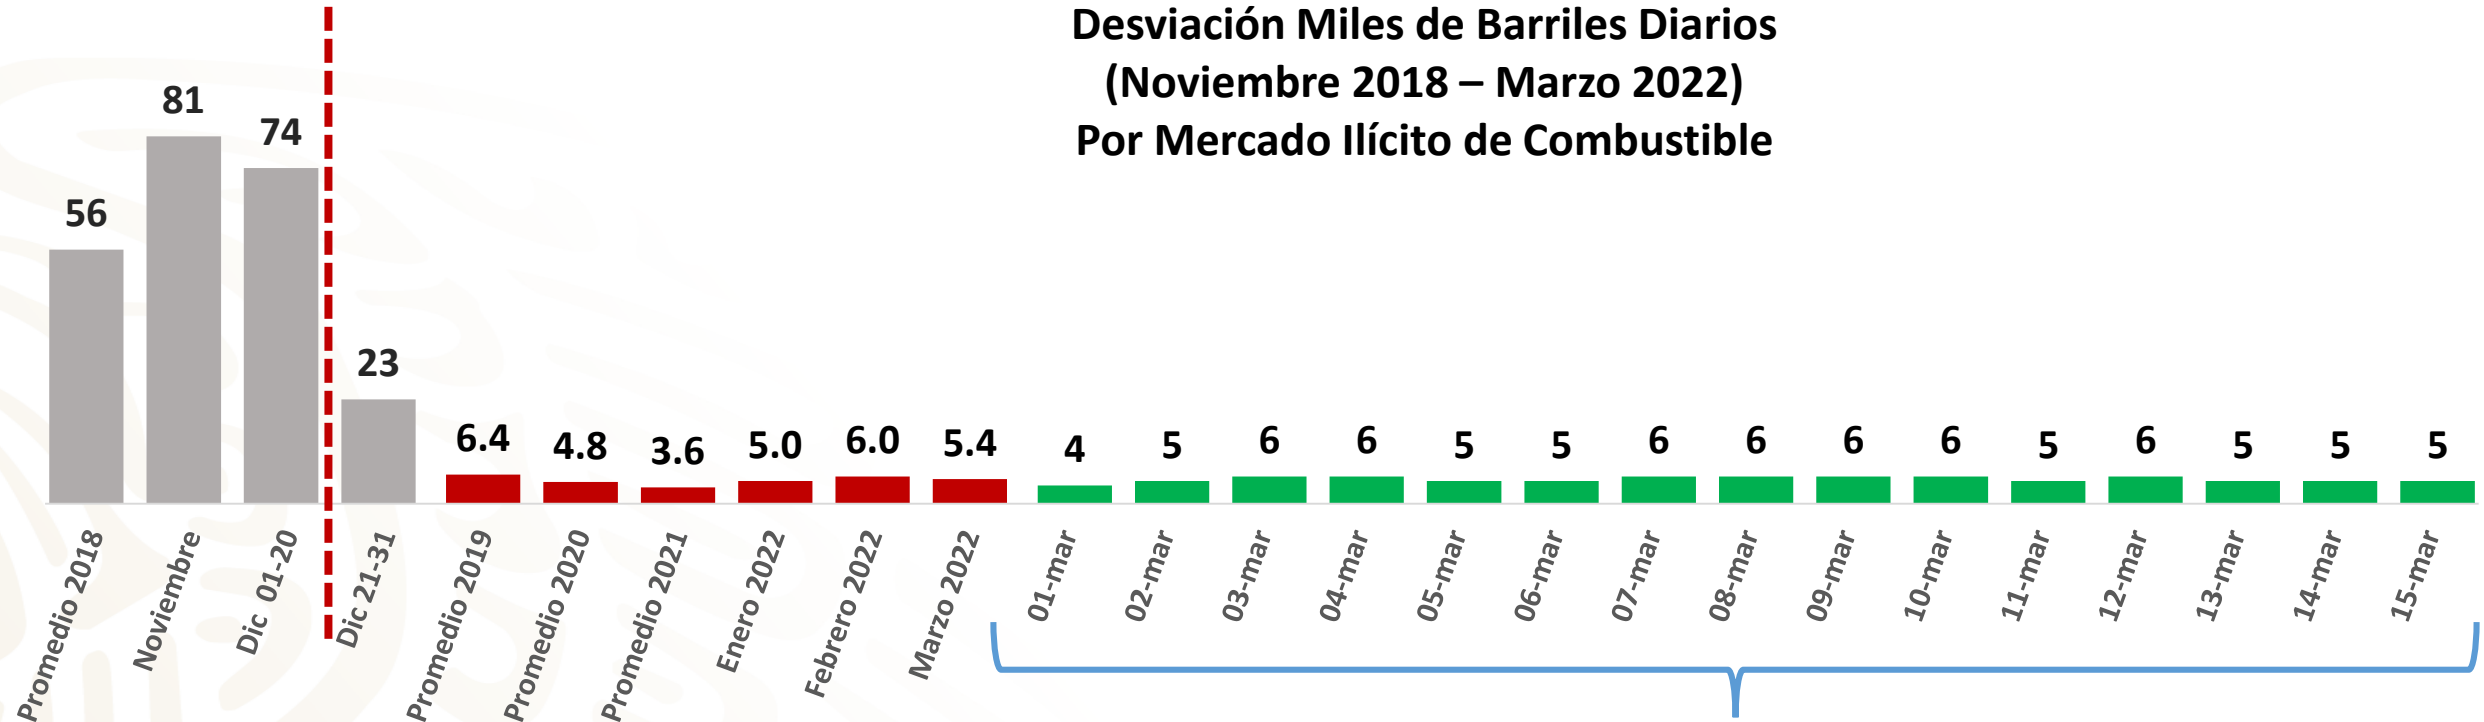 Desviación Miles de Barriles Diarios
(Noviembre 2018 – Marzo 2022)
Por Mercado Ilícito de Combustible
56
81
74
23
6.4
4.8
3.6
5.0
6.0
5.4
4
5
6
6
5
5
6
6
6
6
5
6
5
5
5
Promedio 2018
Noviembre
Dic 01-20
Dic 21-31
Promedio 2019
Promedio 2020
Promedio 2021
Enero 2022
Febrero 2022
Marzo 2022
01-mar
02-mar
03-mar
04-mar
05-mar
06-mar
07-mar
08-mar
09-mar
10-mar
11-mar
12-mar
13-mar
14-mar
15-mar